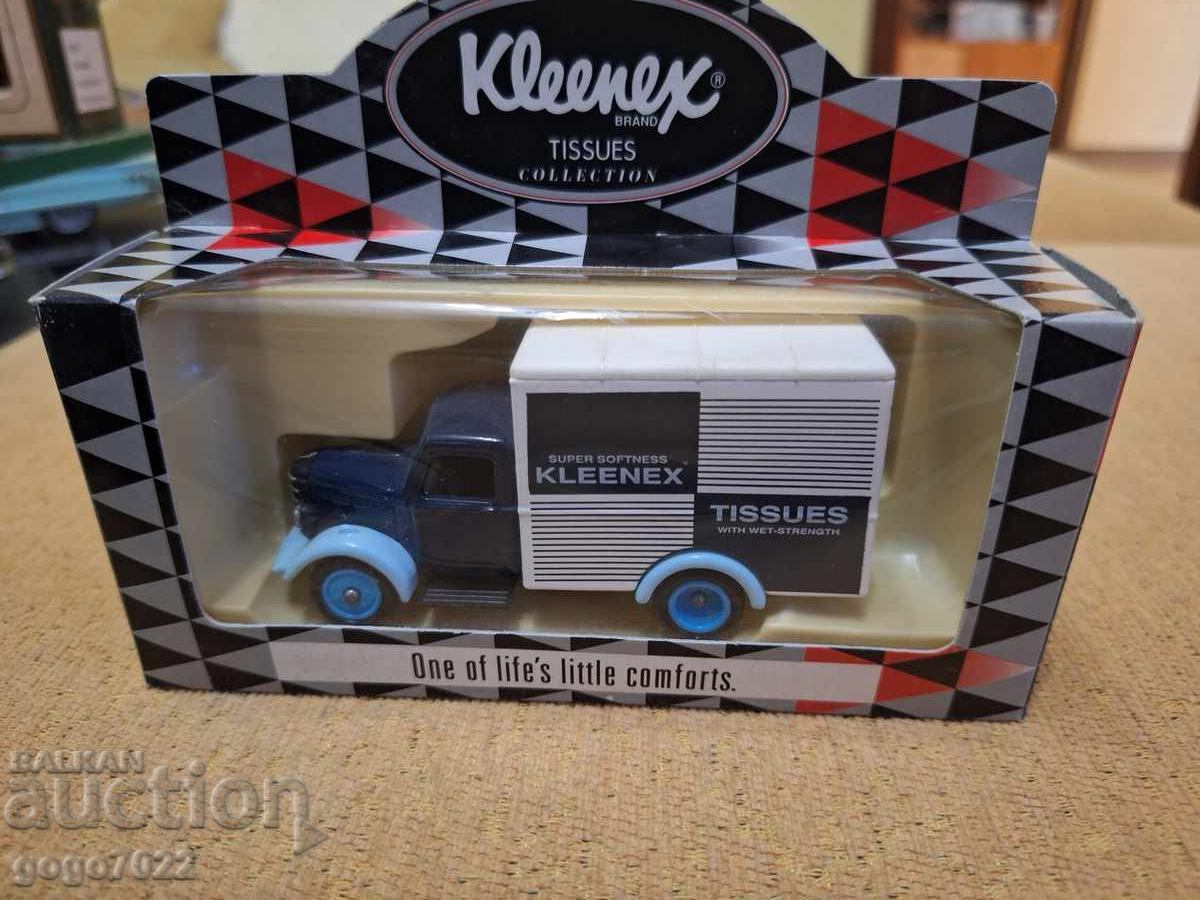 Kleenex®
BRAND
TISSUES
COLLECTION
SUPER SOFTNESS
KLEENEX
TISSUES
WITH WET-STRENGTH
One of life's little comforts.
BALKAN
auction
gogo7022